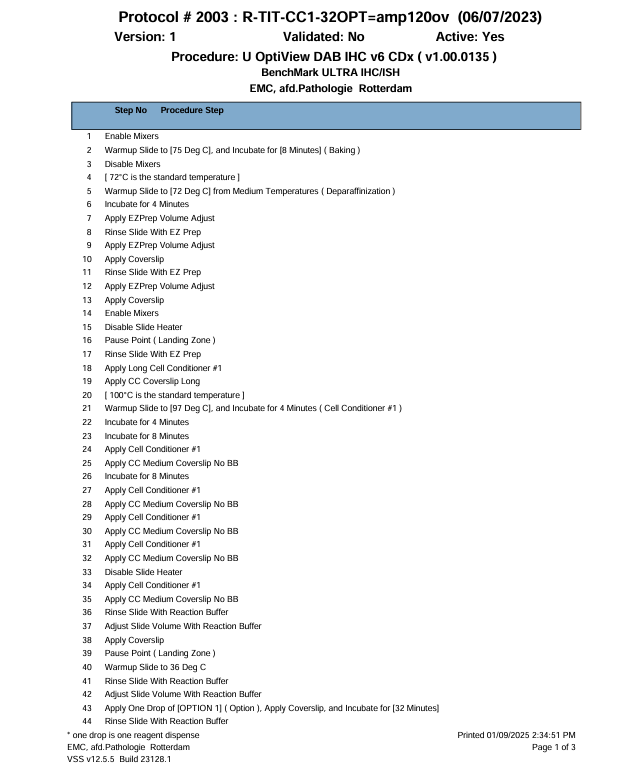 Protocol # 2003 : R-TIT-CC1-32OPT=amp120ov (06/07/2023)
Version: 1 Validated: No Active: Yes
Procedure: U OptiView DAB IHC v6 CDx ( v1.00.0135 )
BenchMark ULTRA IHC/ISH
EMC, afd.Pathologie Rotterdam
Step No Procedure Step
1 Enable Mixers
2 Warmup Slide to [75 Deg C], and Incubate for [8 Minutes] ( Baking )
3 Disable Mixers
4 [ 72°C is the standard temperature ]
5 Warmup Slide to [72 Deg C] from Medium Temperatures ( Deparaffinization )
6 Incubate for 4 Minutes
7 Apply EZPrep Volume Adjust
8 Rinse Slide With EZ Prep
9 Apply EZPrep Volume Adjust
10 Apply Coverslip
11 Rinse Slide With EZ Prep
12 Apply EZPrep Volume Adjust
13 Apply Coverslip
14 Enable Mixers
15 Disable Slide Heater
16 Pause Point ( Landing Zone )
17 Rinse Slide With EZ Prep
18 Apply Long Cell Conditioner #1
19 Apply CC Coverslip Long
20 [ 100°C is the standard temperature ]
21 Warmup Slide to [97 Deg C], and Incubate for 4 Minutes ( Cell Conditioner #1 )
22 Incubate for 4 Minutes
23 Incubate for 8 Minutes
24 Apply Cell Conditioner #1
25 Apply CC Medium Coverslip No BB
26 Incubate for 8 Minutes
27 Apply Cell Conditioner #1
28 Apply CC Medium Coverslip No BB
29 Apply Cell Conditioner #1
30 Apply CC Medium Coverslip No BB
31 Apply Cell Conditioner #1
32 Apply CC Medium Coverslip No BB
33 Disable Slide Heater
34 Apply Cell Conditioner #1
35 Apply CC Medium Coverslip No BB
36 Rinse Slide With Reaction Buffer
37 Adjust Slide Volume With Reaction Buffer
38 Apply Coverslip
39 Pause Point ( Landing Zone )
40 Warmup Slide to 36 Deg C
41 Rinse Slide With Reaction Buffer
42 Adjust Slide Volume With Reaction Buffer
43 Apply One Drop of [OPTION 1] ( Option ), Apply Coverslip, and Incubate for [32 Minutes]
44 Rinse Slide With Reaction Buffer
* one drop is one reagent dispense Printed 01/09/2025 2:34:51 PM
EMC, afd.Pathologie Rotterdam Page 1 of 3
VSS v12.5.5 Build 23128.1